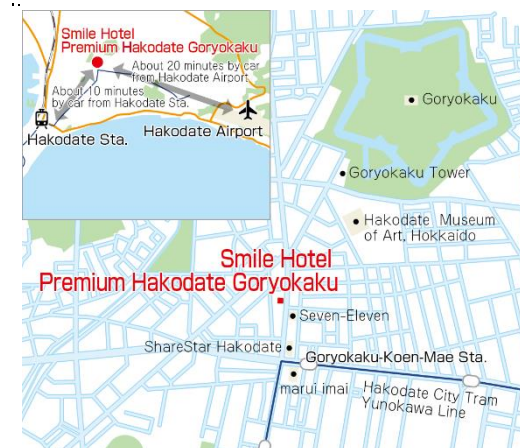 Smile Hotel
Premium Hakodate Goryokaku
About 20 minutes by car
from Hakodate Airport
About 10 minutes
by car from Hakodate Sta.
Hakodate Sta.
Hakodate Airport
Goryokaku
Goryokaku Tower
Hakodate Museum
of Art, Hokkaido
Smile Hotel
Premium Hakodate Goryokaku
Seven-Eleven
ShareStar Hakodate
Goryokaku-Koen-Mae Sta.
marui imai
Hakodate City Tram
Yunokawa Line